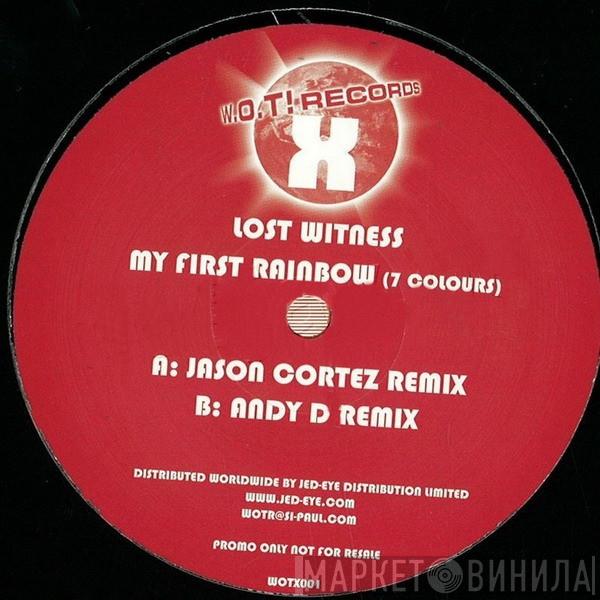 W.O.T! RECORDS
X
LOST WITNESS
MY FIRST RAINBOW (7 COLOURS)
A: JASON CORTEZ REMIX
B: ANDY D REMIX
DISTRIBUTED WORLDWIDE BY JED-EYE DISTRIBUTION LIMITED
WWW.JED-EYE.COM
WOTR@SI-PAUL.COM
PROMO ONLY NOT FOR RESALE
WOTX001
МАРКЕТ ВИНИЛА